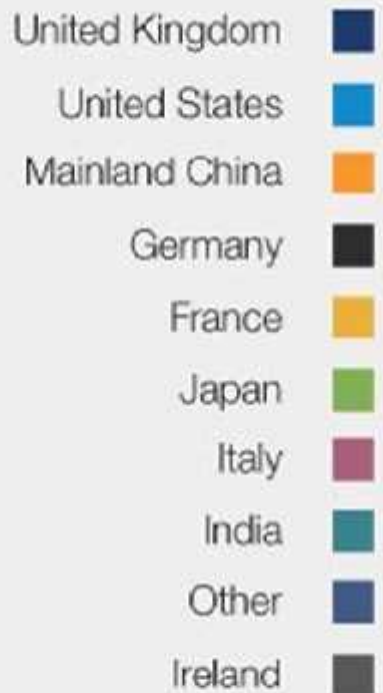 United Kingdom
United States
Mainland China
Germany
France
Japan
Italy
India
Other
Ireland